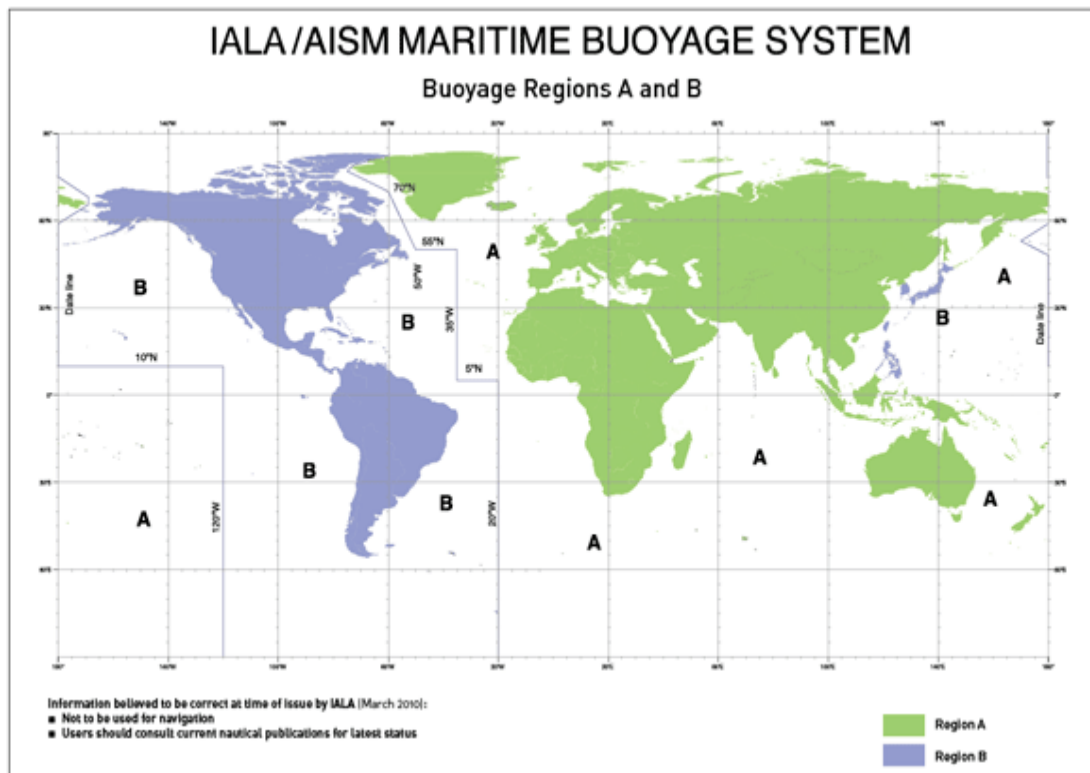 IALA/AISM MARITIME BUOYAGE SYSTEM
Buoyage Regions A and B
70°N
55°N
A
50°W
A
B
B
35°W
B
Date line
Date line
10°N
5°N
B
A
B
A
A
120°W
20°W
A
0°
0°
Information believed to be correct at time of issue by IALA (March 2010):
■ Not to be used for navigation
■ Users should consult current nautical publications for latest status
Region A
Region B